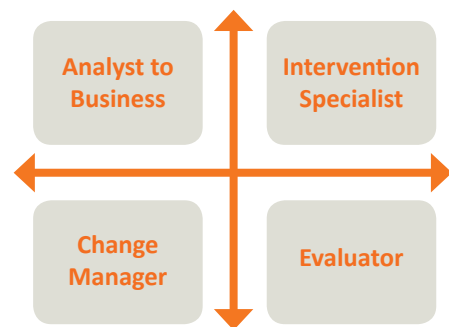 Analyst to
Business
Intervention
Specialist
Change
Manager
Evaluator